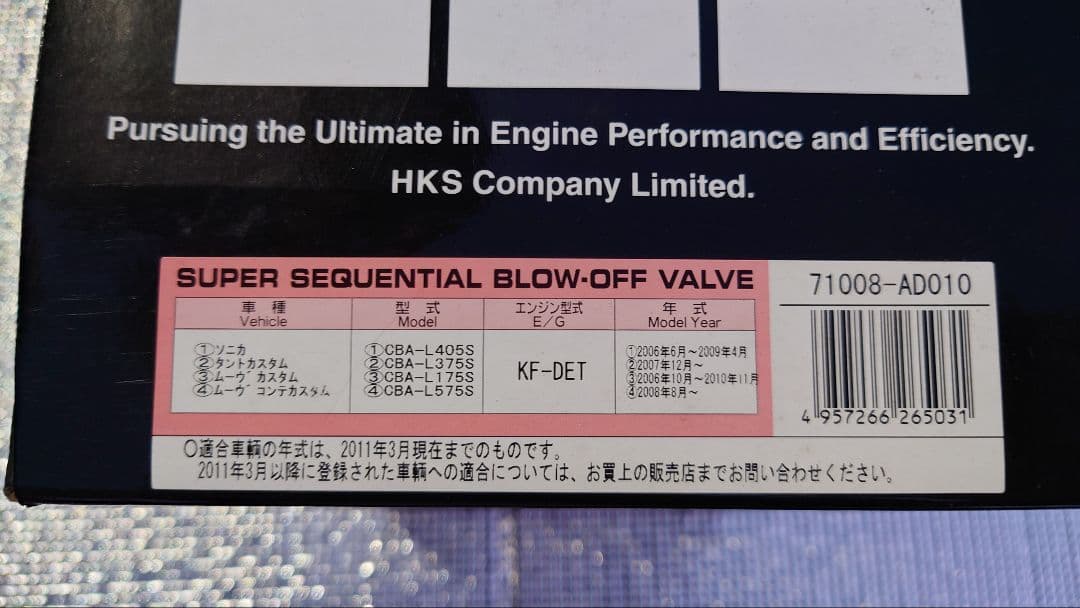 Pursuing the Ultimate in Engine Performance and Efficiency.
HKS Company Limited.
SUPER SEQUENTIAL BLOW-OFF VALVE
71008-AD010
車種 型式 エンジン型式 年式
Vehicle Model E/G Model Year
①ソニカ ①CBA-L405S ①2006年6月~2009年4月
②タントカスタム ②CBA-L375S KF-DET ②2007年12月~
③ムーヴ カスタム ③CBA-L175S ③2006年10月~2010年11月
④ムーヴ コンテカスタム ④CBA-L575S ④2008年8月~
4 957266 265031
○適合車輌の年式は、2011年3月現在までのものです。
2011年3月以降に登録された車輌への適合については、お買上の販売店までお問い合わせください。